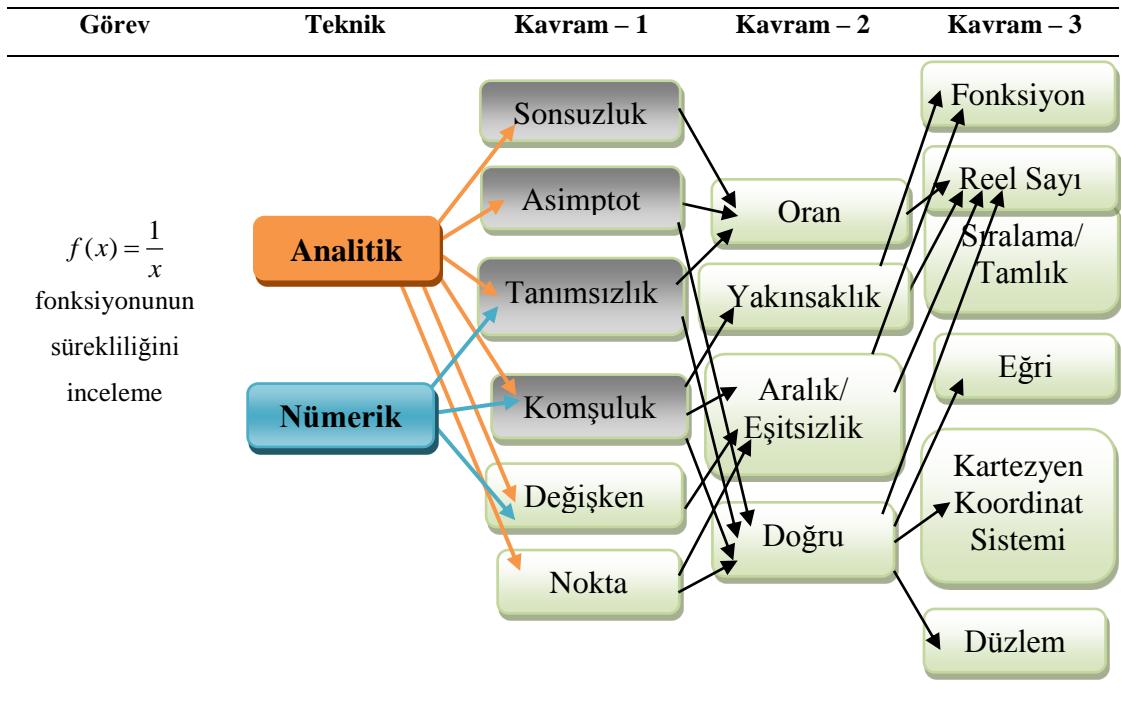 Görev Teknik Kavram – 1 Kavram – 2 Kavram – 3
f(x) = 1/x
fonksiyonunun
sürekliliğini
inceleme
Analitik
Nümerik
Sonsuzluk
Asimptot
Tanımsızlık
Komşuluk
Değişken
Nokta
Oran
Yakınsaklık
Aralık/
Eşitsizlik
Doğru
Fonksiyon
Reel Sayı
Sıralama/
Tamlık
Eğri
Kartezyen
Koordinat
Sistemi
Düzlem